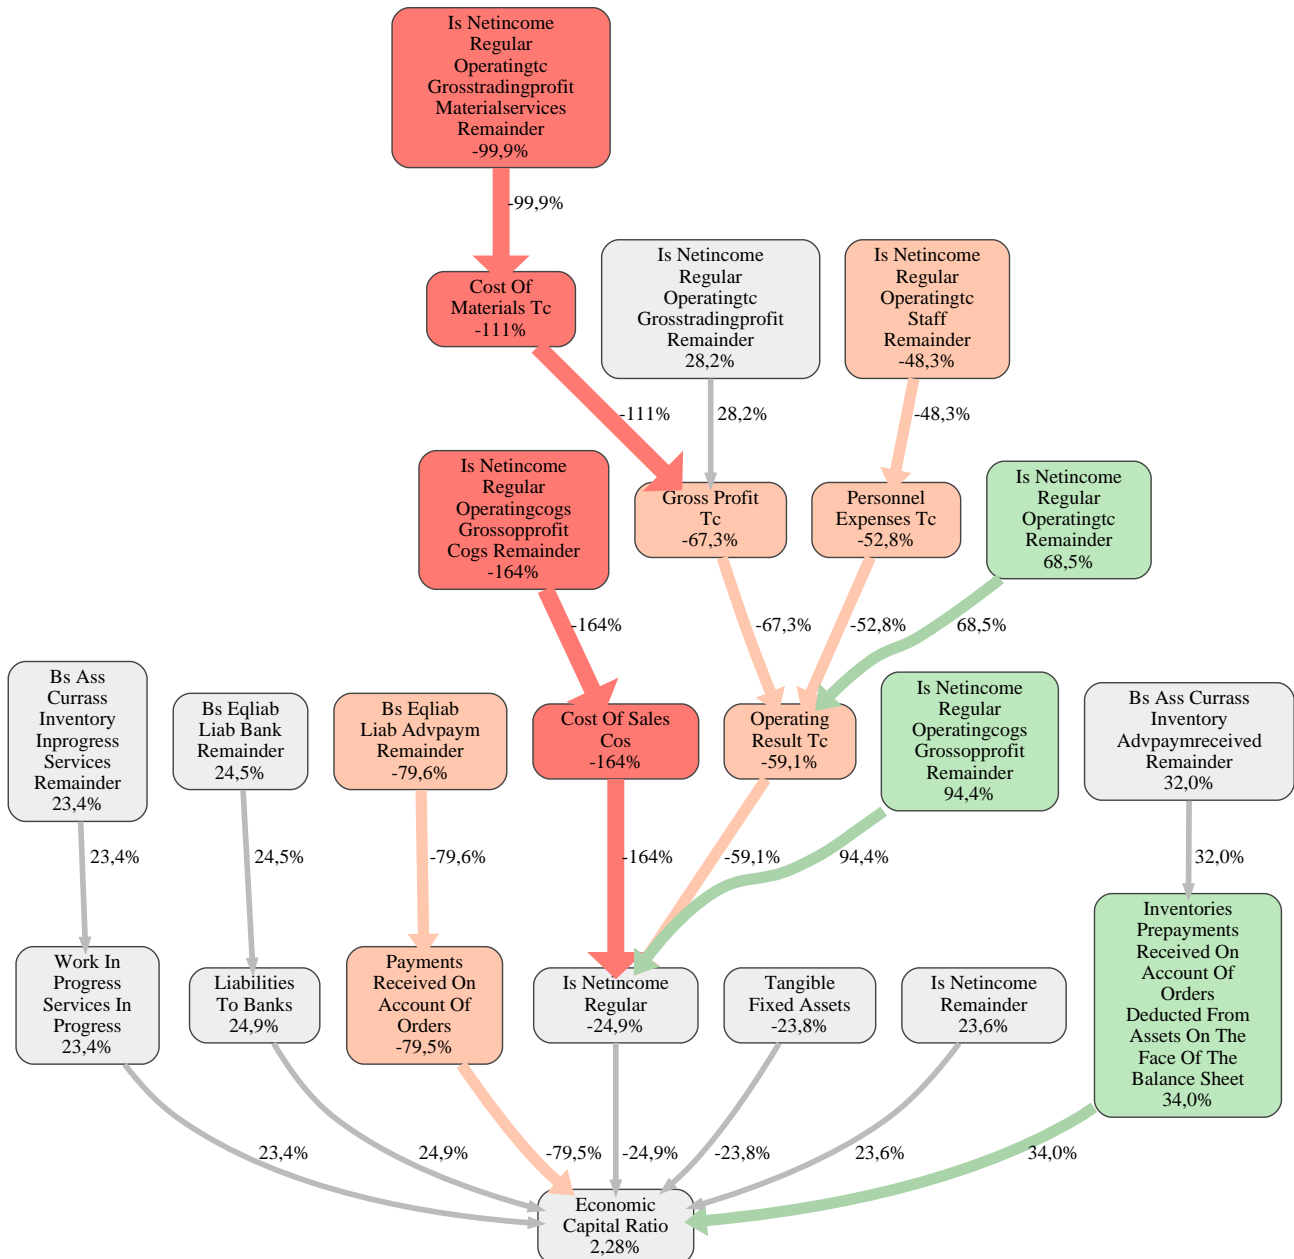 Is Netincome
Regular
Operatingtc
Grosstradingprofit
Materialservices
Remainder
-99,9%
-99,9%
Cost Of
Materials Tc
-111%
Is Netincome
Regular
Operatingtc
Grosstradingprofit
Remainder
28,2%
Is Netincome
Regular
Operatingtc
Staff
Remainder
-48,3%
-111%
28,2%
-48,3%
Is Netincome
Regular
Operatingcogs
Grossopprofit
Cogs Remainder
-164%
Gross Profit
Tc
-67,3%
Personnel
Expenses Tc
-52,8%
Is Netincome
Regular
Operatingtc
Remainder
68,5%
-164%
-67,3%
-52,8%
68,5%
Bs Ass
Currass
Inventory
Inprogress
Services
Remainder
23,4%
Bs Eqliab
Liab Bank
Remainder
24,5%
Bs Eqliab
Liab Advpaym
Remainder
-79,6%
Cost Of Sales
Cos
-164%
Operating
Result Tc
-59,1%
Is Netincome
Regular
Operatingcogs
Grossopprofit
Remainder
94,4%
Bs Ass Currass
Inventory
Advpaymreceived
Remainder
32,0%
23,4%
24,5%
-79,6%
-164%
-59,1%
94,4%
32,0%
Work In
Progress
Services In
Progress
23,4%
Liabilities
To Banks
24,9%
Payments
Received On
Account Of
Orders
-79,5%
Is Netincome
Regular
-24,9%
Tangible
Fixed Assets
-23,8%
Is Netincome
Remainder
23,6%
Inventories
Prepayments
Received On
Account Of
Orders
Deducted From
Assets On The
Face Of The
Balance Sheet
34,0%
23,4%
24,9%
-79,5%
-24,9%
-23,8%
23,6%
34,0%
Economic
Capital Ratio
2,28%